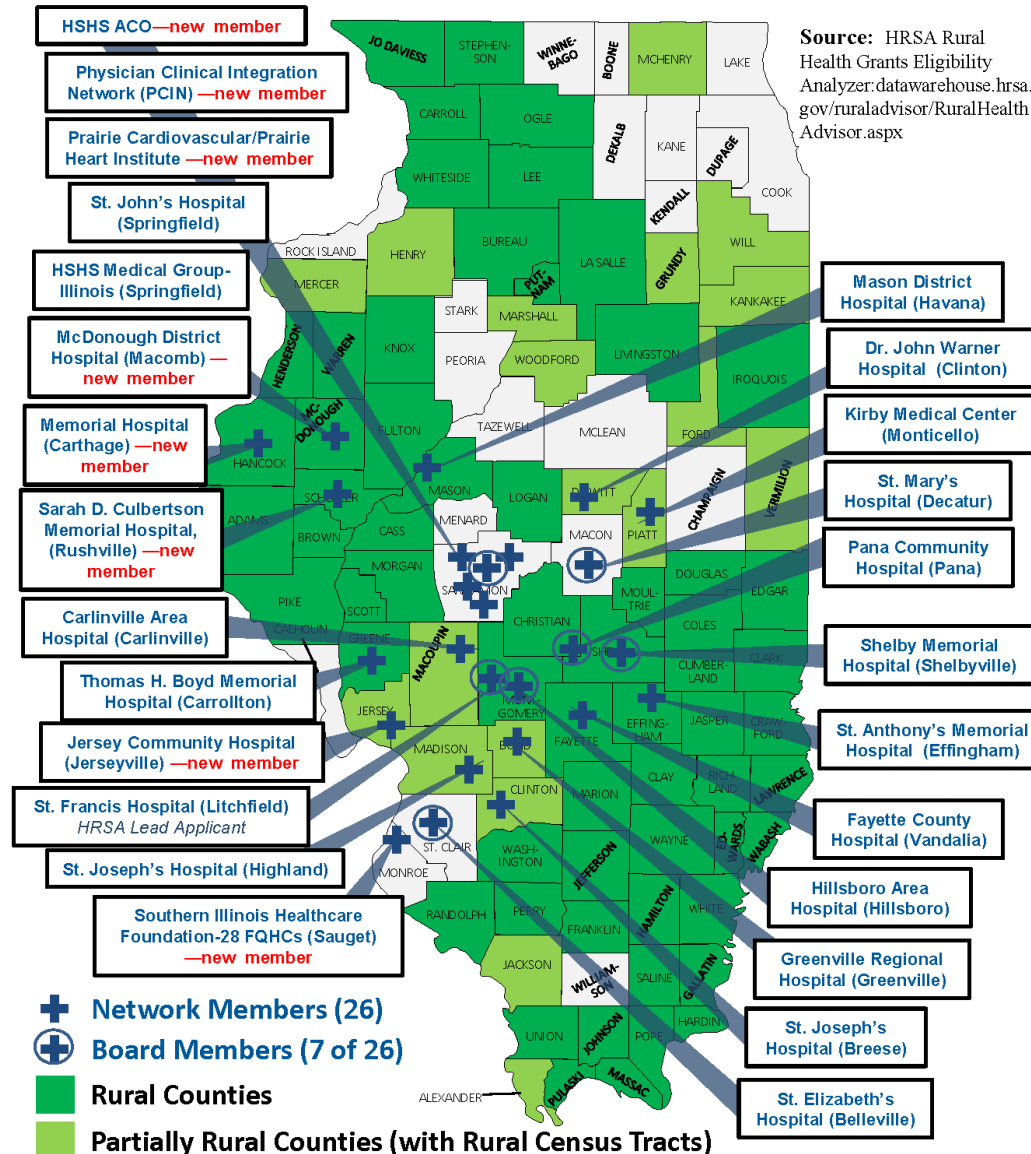 HSHS ACO—new member
Physician Clinical Integration
Network (PCIN) —new member
Prairie Cardiovascular/Prairie
Heart Institute —new member
St. John’s Hospital
(Springfield)
HSHS Medical Group-
Illinois (Springfield)
McDonough District
Hospital (Macomb) —
new member
Memorial Hospital
(Carthage) —new
member
Sarah D. Culbertson
Memorial Hospital,
(Rushville) —new
member
Carlinville Area
Hospital (Carlinville)
Thomas H. Boyd Memorial
Hospital (Carrollton)
Jersey Community Hospital
(Jerseyville) —new member
St. Francis Hospital (Litchfield)
HRSA Lead Applicant
St. Joseph’s Hospital (Highland)
Southern Illinois Healthcare
Foundation-28 FQHCs (Sauget)
—new member
Source: HRSA Rural
Health Grants Eligibility
Analyzer:datawarehouse.hrsa.
gov/ruraladvisor/RuralHealth
Advisor.aspx
Mason District
Hospital (Havana)
Dr. John Warner
Hospital (Clinton)
Kirby Medical Center
(Monticello)
St. Mary’s
Hospital (Decatur)
Pana Community
Hospital (Pana)
Shelby Memorial
Hospital (Shelbyville)
St. Anthony’s Memorial
Hospital (Effingham)
Fayette County
Hospital (Vandalia)
Hillsboro Area
Hospital (Hillsboro)
Greenville Regional
Hospital (Greenville)
St. Joseph’s
Hospital (Breese)
St. Elizabeth’s
Hospital (Belleville)
JO DAVIESS
STEPHEN-
SON
WINNE-
BAGO
BOONE
MCHENRY
LAKE
CARROLL
OGLE
DEKALB
KANE
DUPAGE
COOK
WHITESIDE
LEE
KENDALL
ROCK ISLAND
HENRY
BUREAU
LA SALLE
GRUNDY
WILL
MERCER
PUT-
NAM
KANKAKEE
STARK
MARSHALL
HENDERSON
WARREN
KNOX
PEORIA
WOODFORD
LIVINGSTON
IROQUOIS
MC-
DONOUGH
FULTON
TAZEWELL
MCLEAN
FORD
HANCOCK
MASON
LOGAN
CHAMPAIGN
VERMILION
ADAMS
BROWN
CASS
MENARD
MACON
PIATT
MORGAN
DOUGLAS
EDGAR
PIKE
SCOTT
CHRISTIAN
MOUL-
TRIE
COLES
CALHOUN
GREENE
MACOUPIN
CUMBER-
LAND
CLARK
JERSEY
MONT-
GOMERY
FAYETTE
EFFING-
HAM
JASPER
CRAW-
FORD
MADISON
CLINTON
MARION
CLAY
RICH
LAND
LAWRENCE
ST. CLAIR
MONROE
WASH-
INGTON
JEFFERSON
WAYNE
ED-
WARDS
WABASH
RANDOLPH
PERRY
FRANKLIN
HAMILTON
WHITE
JACKSON
WILLIAM-
SON
SALINE
GALLATIN
UNION
JOHNSON
POPE
HARDIN
ALEXANDER
PULASKI
MASSAC
Network Members (26)
Board Members (7 of 26)
Rural Counties
Partially Rural Counties (with Rural Census Tracts)